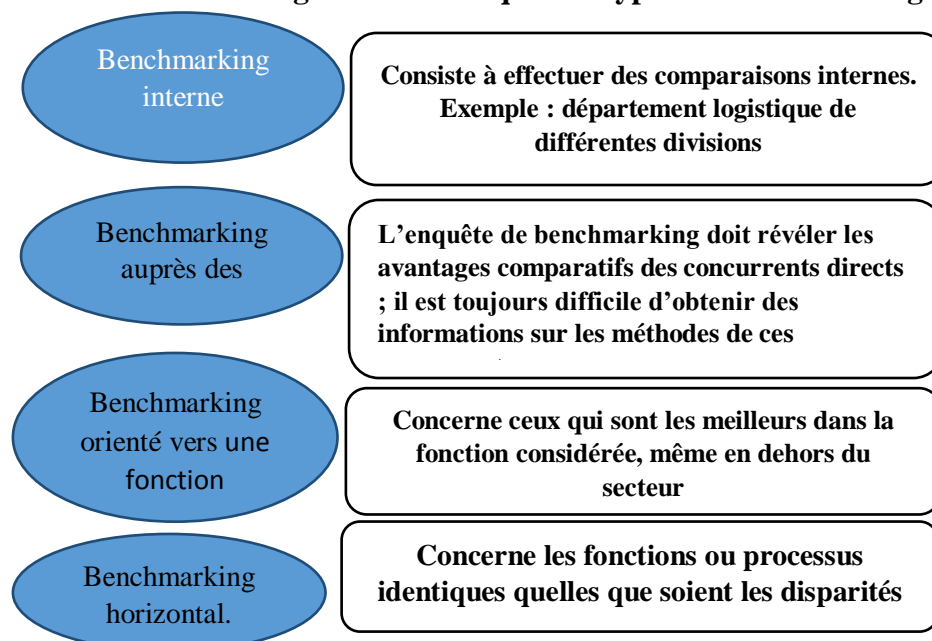 Benchmarking
interne
Consiste à effectuer des comparaisons internes.
Exemple : département logistique de
différentes divisions
Benchmarking
auprès des
L’enquête de benchmarking doit révéler les
avantages comparatifs des concurrents directs
; il est toujours difficile d’obtenir des
informations sur les méthodes de ces
Benchmarking
orienté vers une
fonction
Concerne ceux qui sont les meilleurs dans la
fonction considérée, même en dehors du
secteur
Benchmarking
horizontal.
Concerne les fonctions ou processus
identiques quelles que soient les disparités